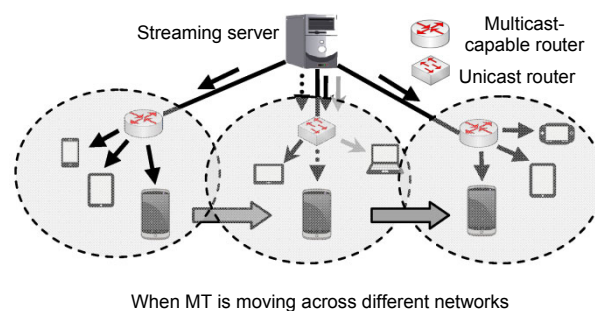 Streaming server
Multicast-
capable router
Unicast router
When MT is moving across different networks